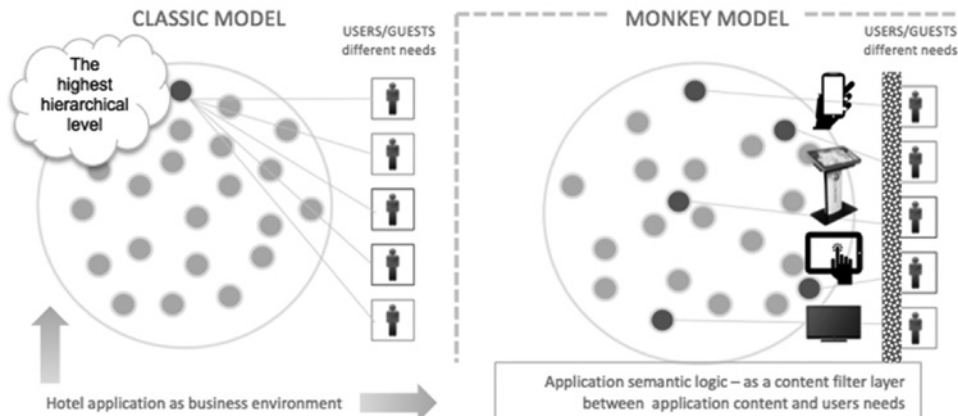 CLASSIC MODEL
USERS/GUESTS
different needs
The
highest
hierarchical
level
Hotel application as business environment
MONKEY MODEL
USERS/GUESTS
different needs
Application semantic logic – as a content filter layer
between application content and users needs